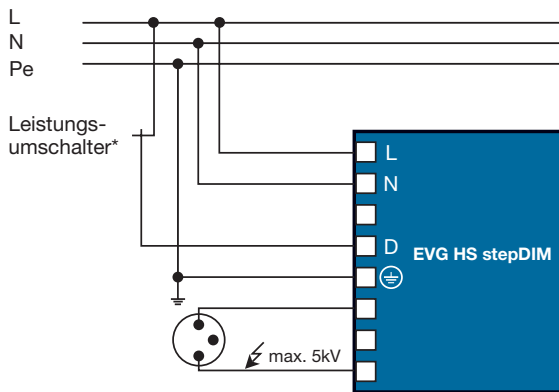 L
N
Pe
Leistungs-
umschalter*
L
N
D
EVG HS stepDIM
max. 5kV